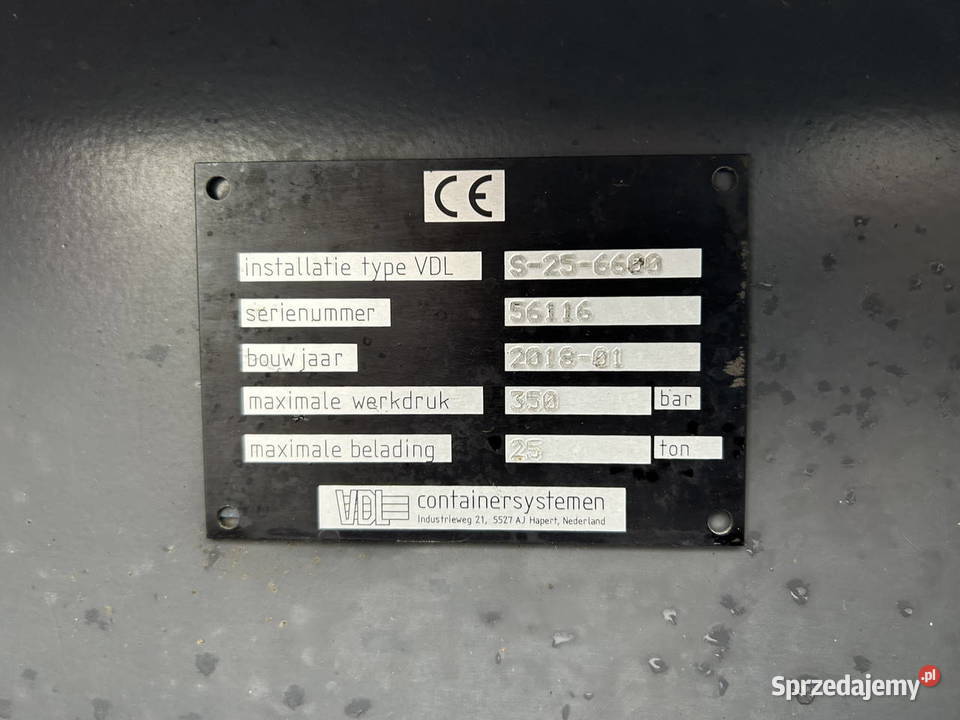 CE
installatie type VDL S-25-6600
serienummer 56116
bouwjaar 2018-01
maximale werkdruk 350 bar
maximale belading 25 ton
VDL containersystemen
Industrieweg 21, 5527 AJ Hapert, Nederland
Sprzedajemy.pl